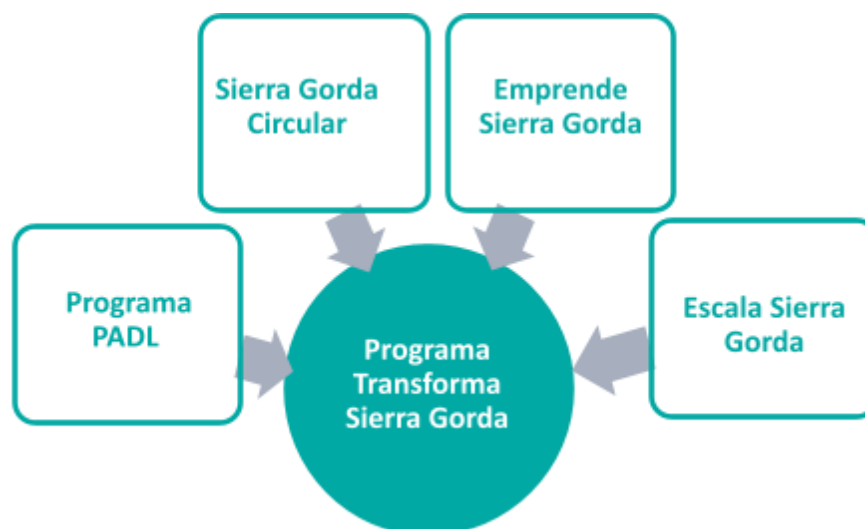 Sierra Gorda
Circular
Emprende
Sierra Gorda
Programa
PADL
Escala Sierra
Gorda
Programa
Transforma
Sierra Gorda